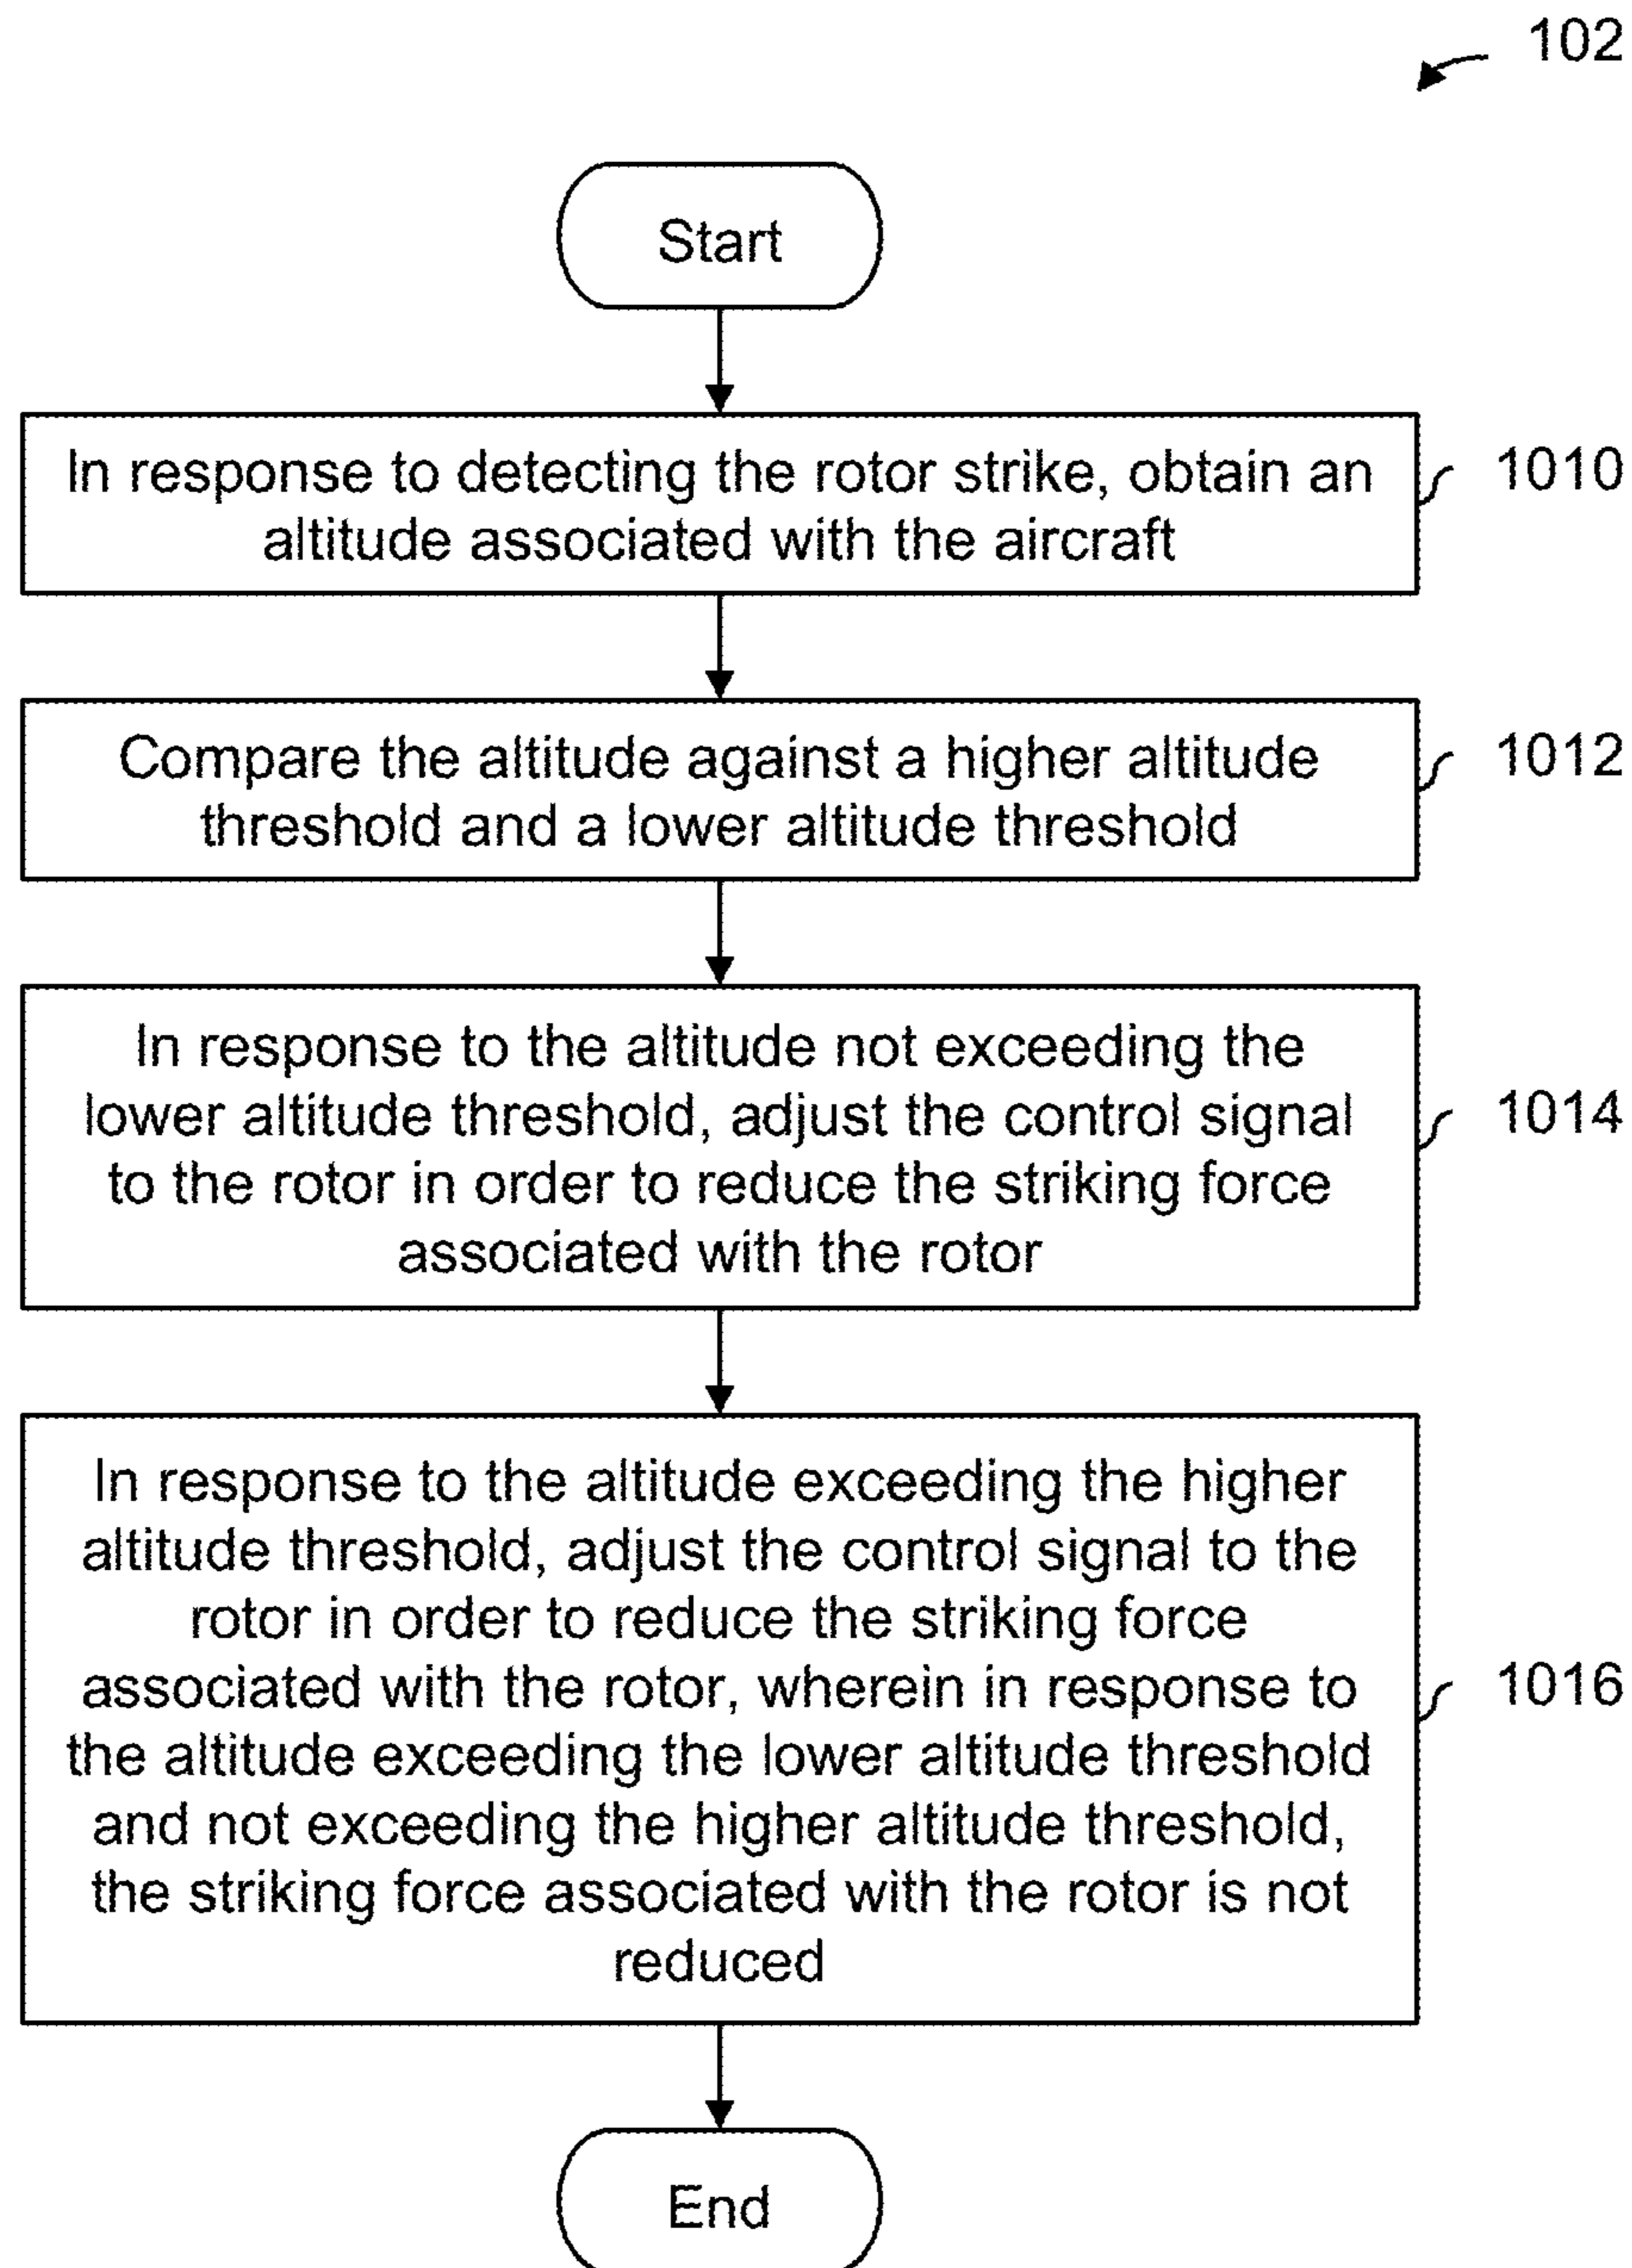 102
Start
In response to detecting the rotor strike, obtain an
altitude associated with the aircraft
1010
Compare the altitude against a higher altitude
threshold and a lower altitude threshold
1012
In response to the altitude not exceeding the
lower altitude threshold, adjust the control signal
to the rotor in order to reduce the striking force
associated with the rotor
1014
In response to the altitude exceeding the higher
altitude threshold, adjust the control signal to the
rotor in order to reduce the striking force
associated with the rotor, wherein in response to
the altitude exceeding the lower altitude threshold
and not exceeding the higher altitude threshold,
the striking force associated with the rotor is not
reduced
1016
End